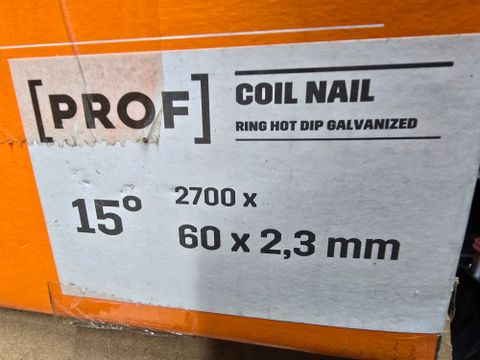 [PROF]
COIL NAIL
RING HOT DIP GALVANIZED
15°
2700 x
60 x 2,3 mm